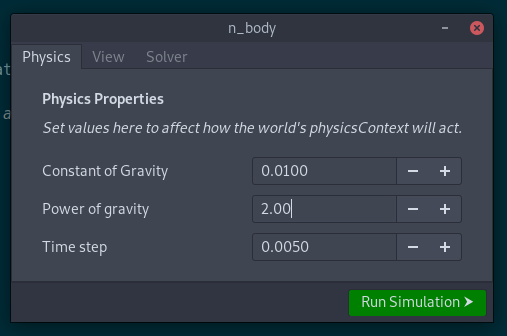 n_body
Physics View Solver
at
a
Physics Properties
Set values here to affect how the world's physicsContext will act.
Constant of Gravity 0.0100 − +
Power of gravity 2.00 − +
Time step 0.0050 − +
Run Simulation ➤